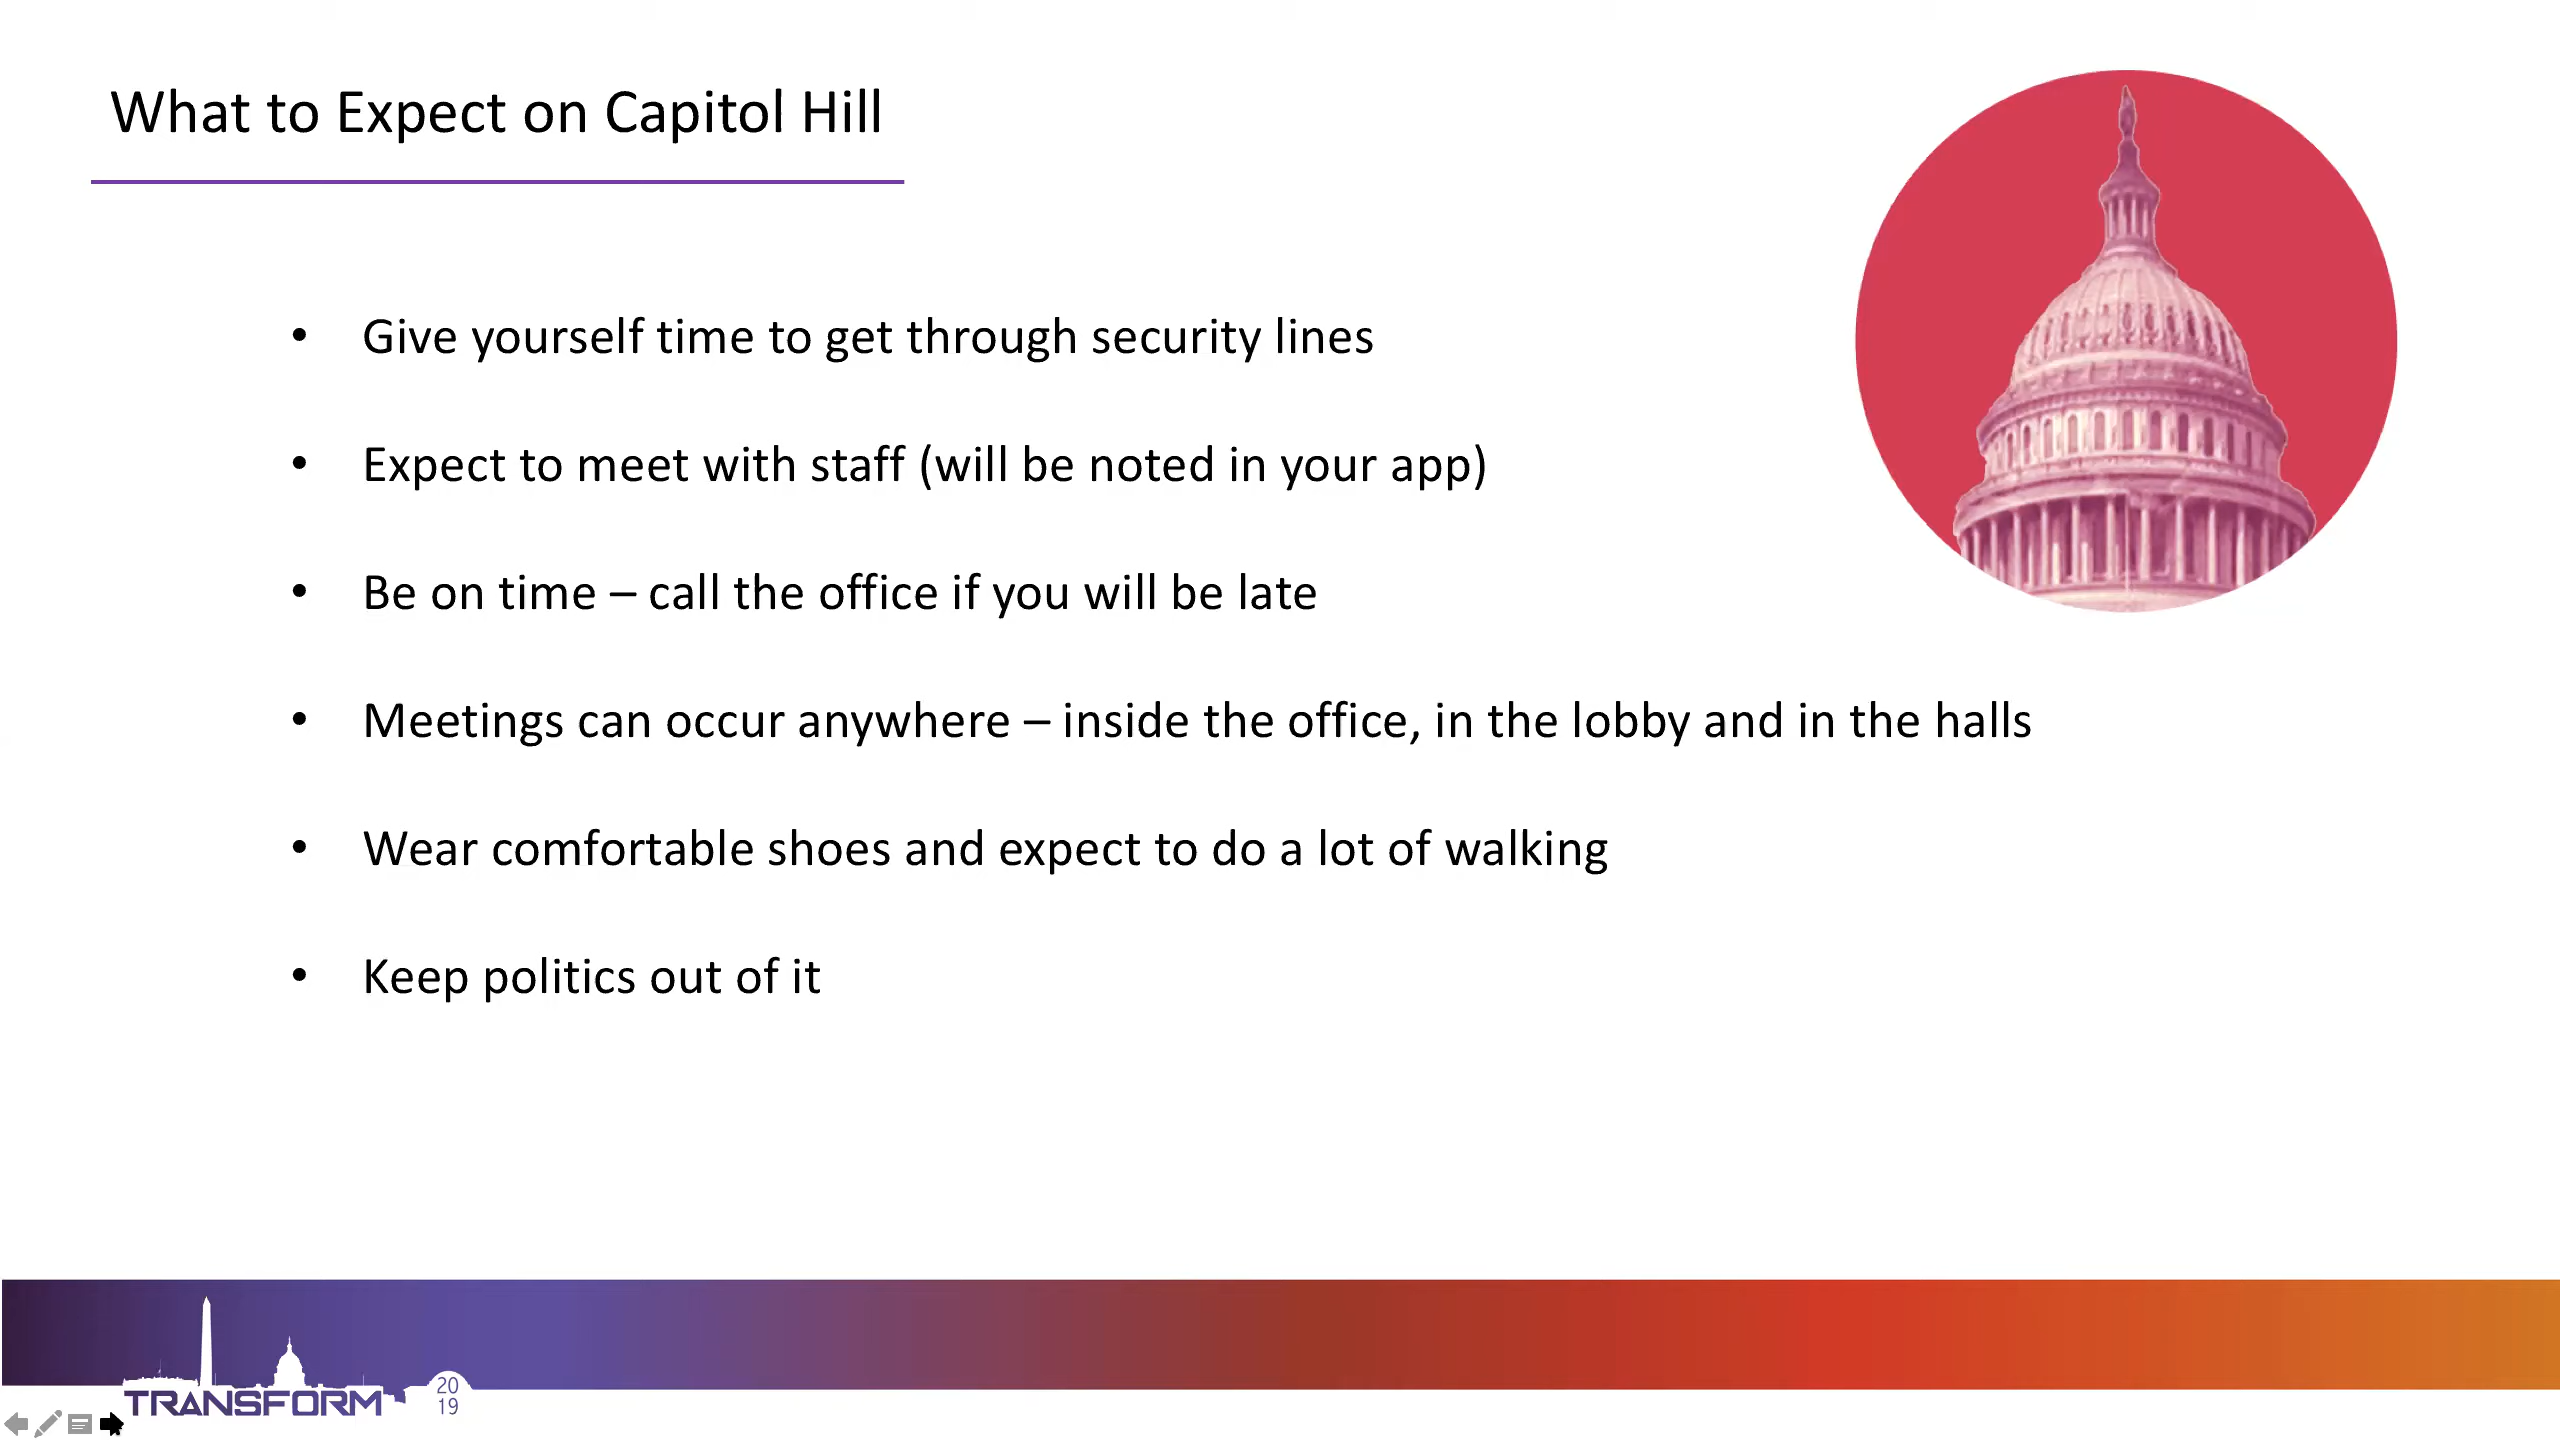 What to Expect on Capitol Hill
• Give yourself time to get through security lines
• Expect to meet with staff (will be noted in your app)
• Be on time – call the office if you will be late
• Meetings can occur anywhere – inside the office, in the lobby and in the halls
• Wear comfortable shoes and expect to do a lot of walking
• Keep politics out of it
TRANSFORM
20
19